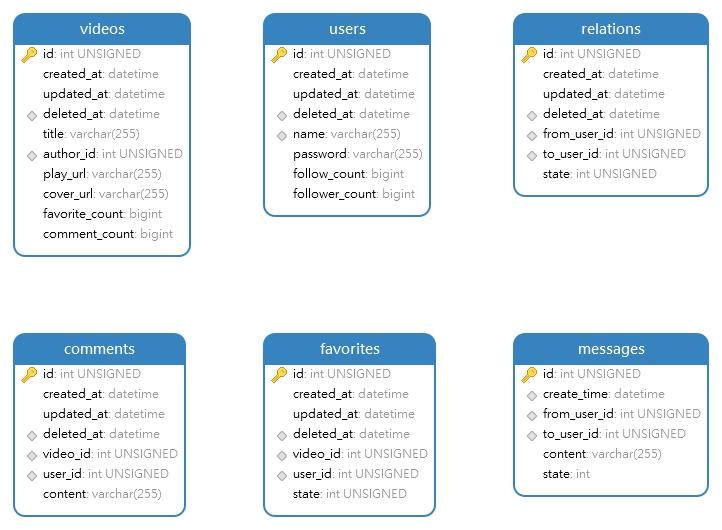 videos
id: int UNSIGNED
created_at: datetime
updated_at: datetime
deleted_at: datetime
title: varchar(255)
author_id: int UNSIGNED
play_url: varchar(255)
cover_url: varchar(255)
favorite_count: bigint
comment_count: bigint
users
id: int UNSIGNED
created_at: datetime
updated_at: datetime
deleted_at: datetime
name: varchar(255)
password: varchar(255)
follow_count: bigint
follower_count: bigint
relations
id: int UNSIGNED
created_at: datetime
updated_at: datetime
deleted_at: datetime
from_user_id: int UNSIGNED
to_user_id: int UNSIGNED
state: int UNSIGNED
comments
id: int UNSIGNED
created_at: datetime
updated_at: datetime
deleted_at: datetime
video_id: int UNSIGNED
user_id: int UNSIGNED
content: varchar(255)
favorites
id: int UNSIGNED
created_at: datetime
updated_at: datetime
deleted_at: datetime
video_id: int UNSIGNED
user_id: int UNSIGNED
state: int UNSIGNED
messages
id: int UNSIGNED
create_time: datetime
from_user_id: int UNSIGNED
to_user_id: int UNSIGNED
content: varchar(255)
state: int